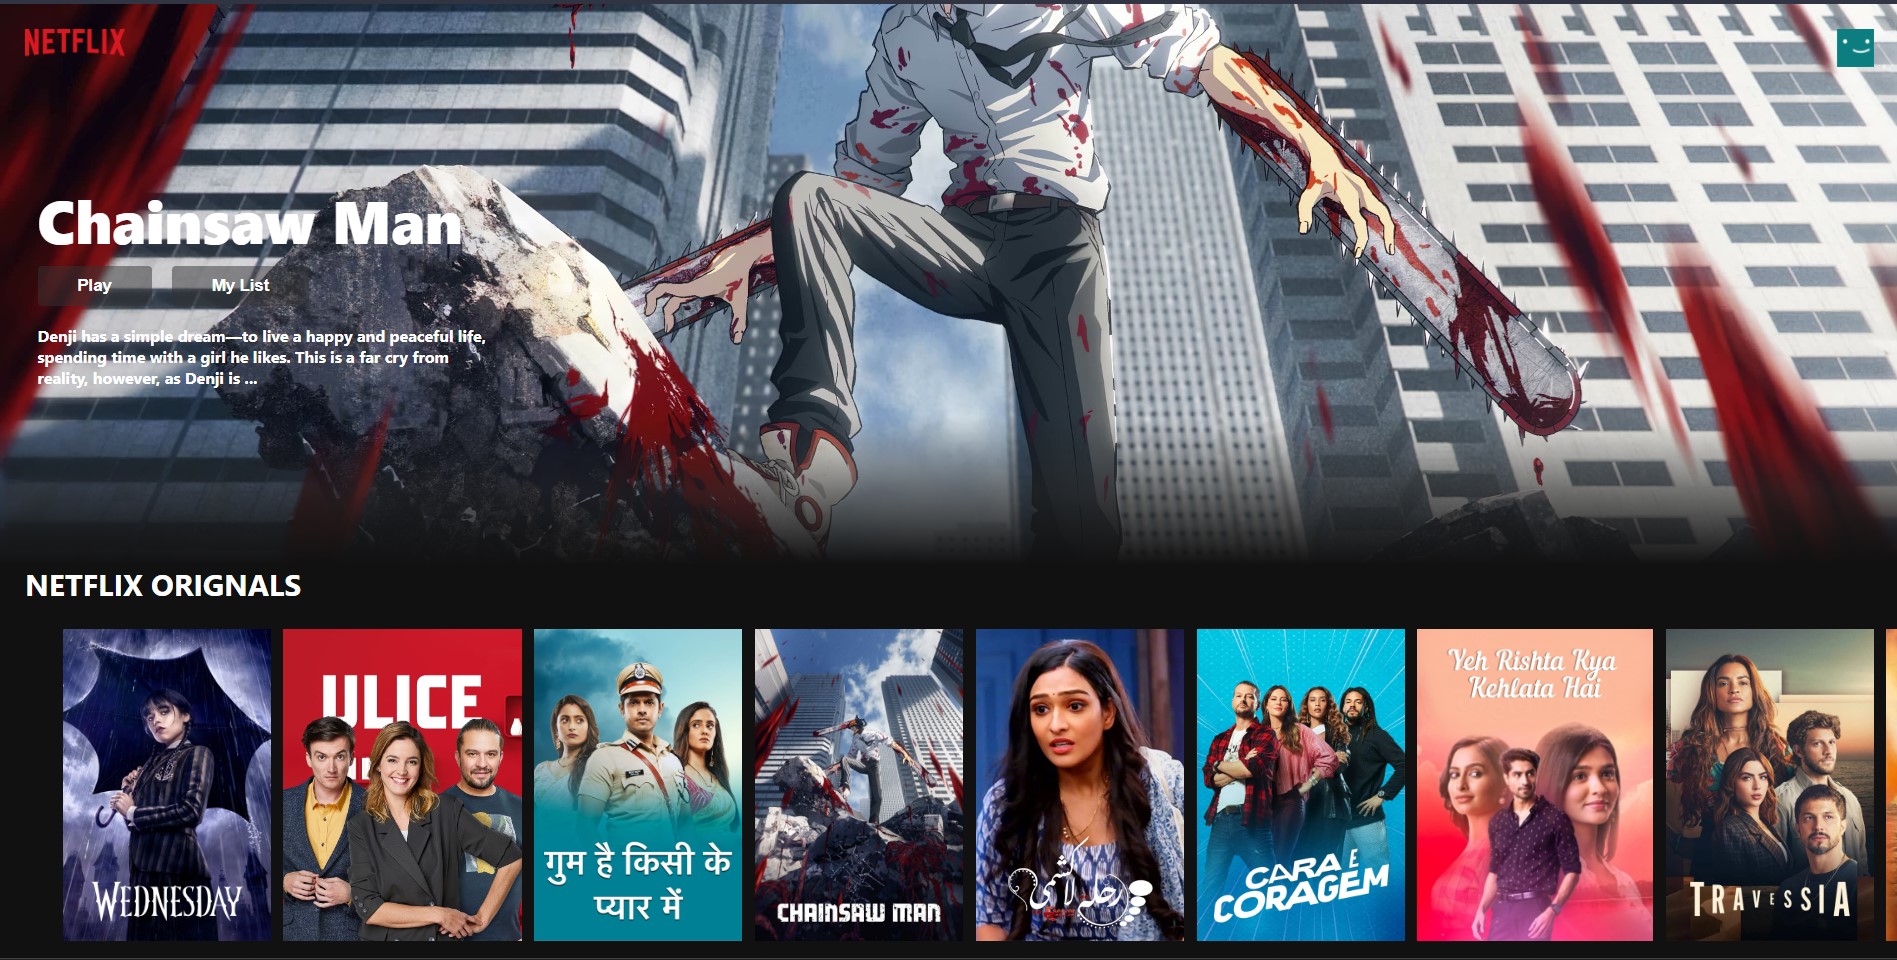 NETFLIX
Chainsaw Man
Play
My List
Denji has a simple dream—to live a happy and peaceful life,
spending time with a girl he likes. This is a far cry from
reality, however, as Denji is ...
NETFLIX ORIGNALS
WEDNESDAY
ULICE
गुम है किसी के
प्यार में
CHAINSAW MAN
رحلة لاكشمي
CARA E
CORAGEM
Yeh Rishta Kya
Kehlata Hai
TRAVESSIA